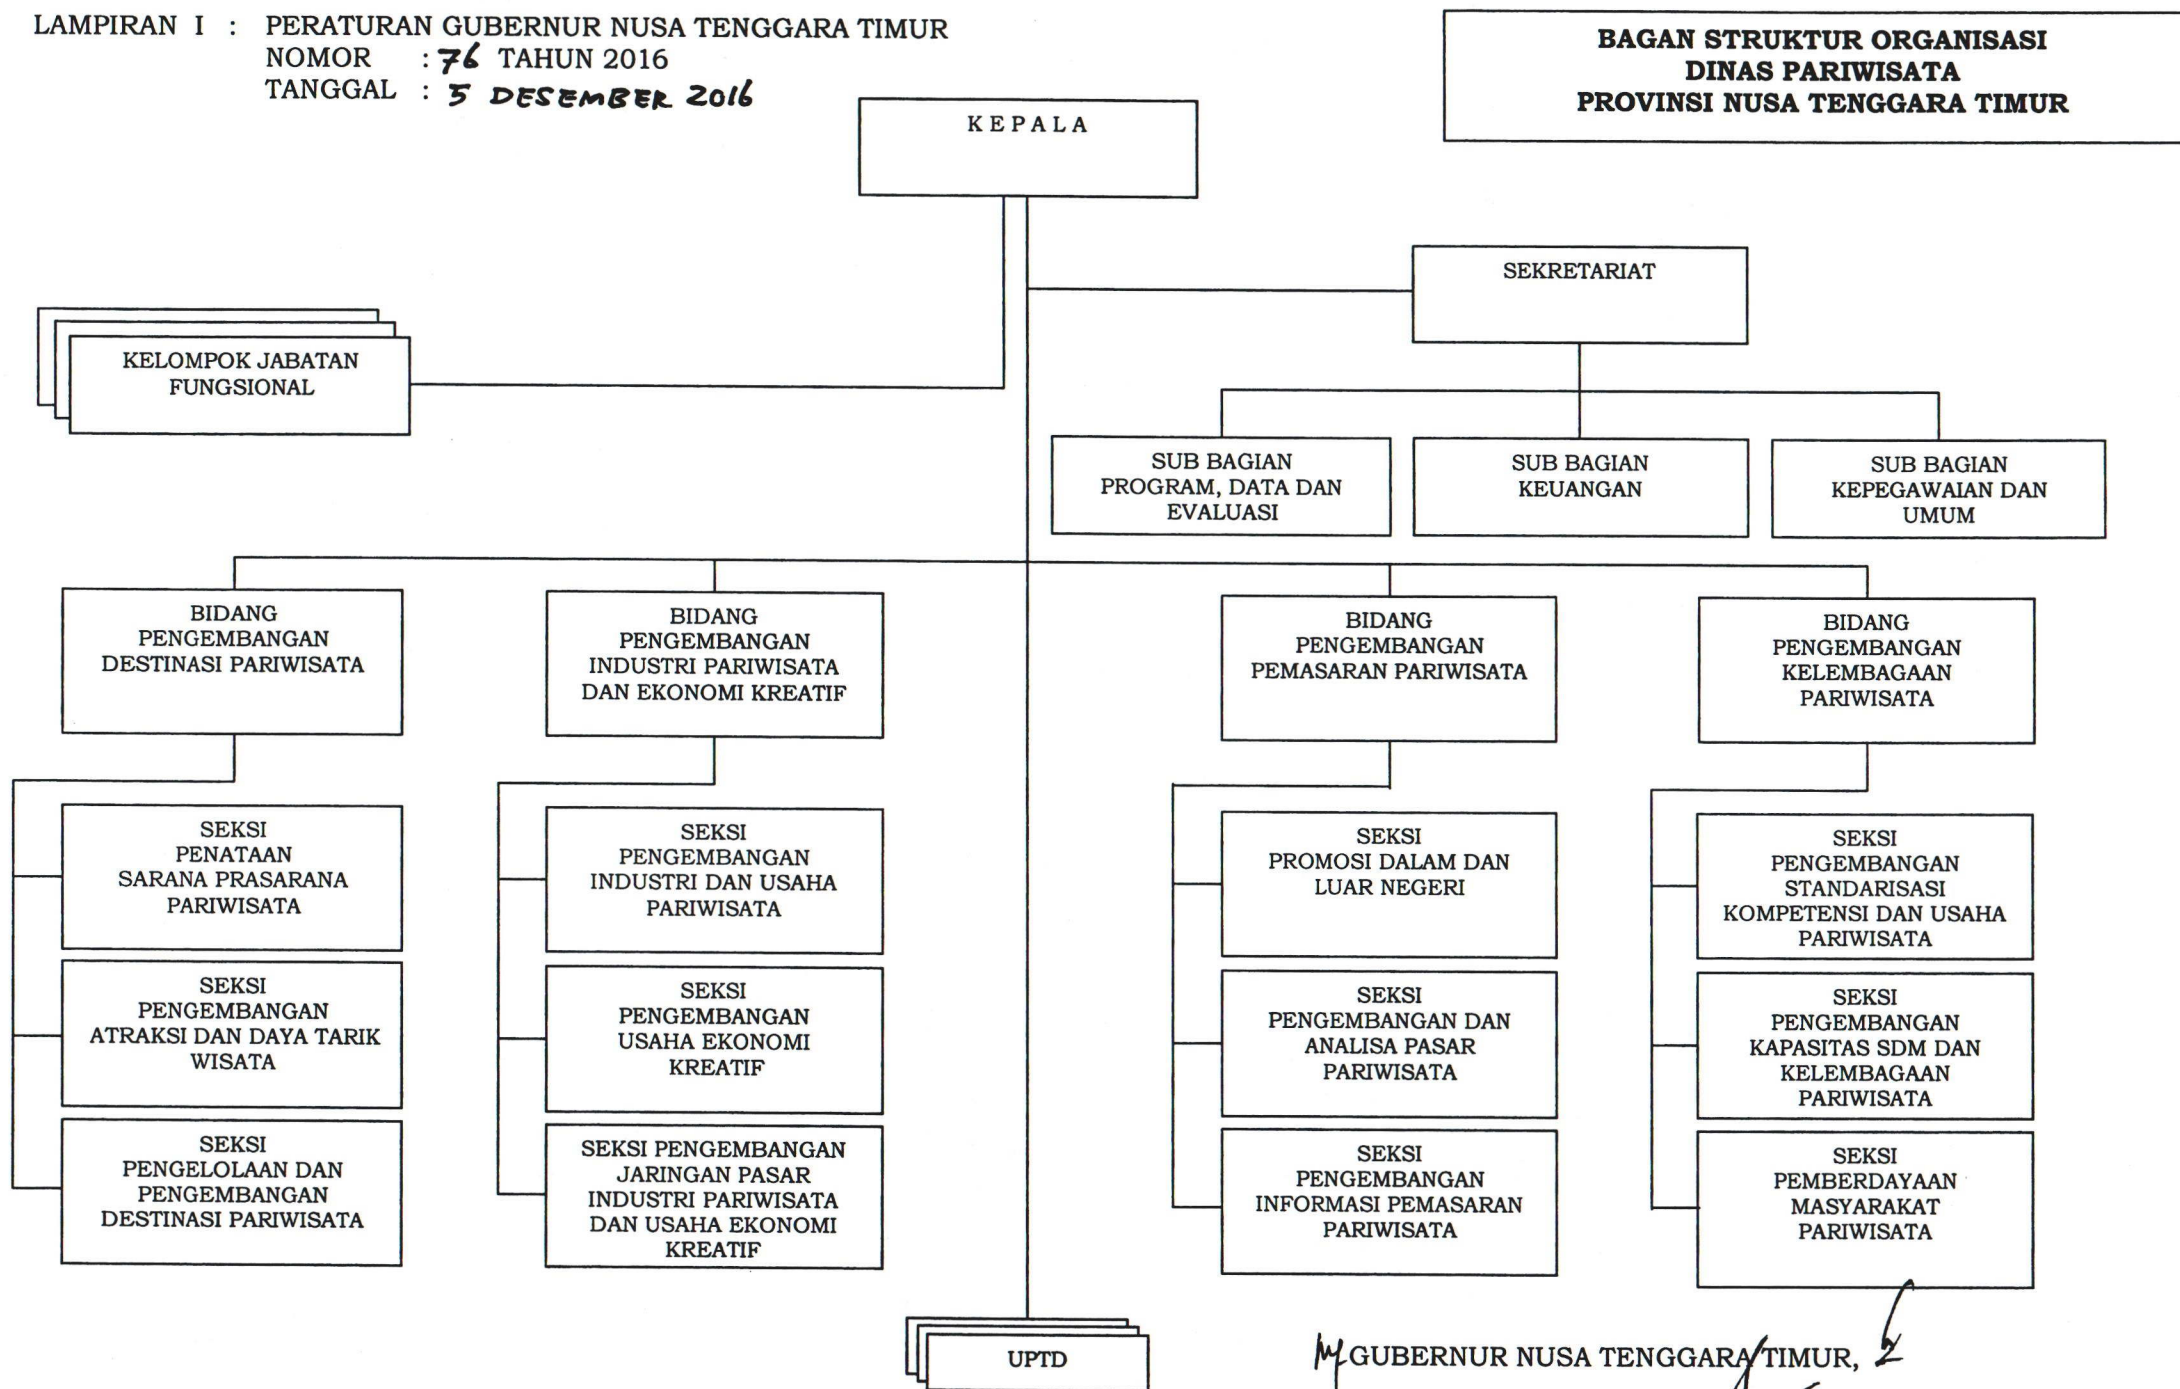 LAMPIRAN I : PERATURAN GUBERNUR NUSA TENGGARA TIMUR
NOMOR : 76 TAHUN 2016
TANGGAL : 5 DESEMBER 2016
BAGAN STRUKTUR ORGANISASI
DINAS PARIWISATA
PROVINSI NUSA TENGGARA TIMUR
KEPALA
SEKRETARIAT
KELOMPOK JABATAN
FUNGSIONAL
SUB BAGIAN
PROGRAM, DATA DAN
EVALUASI
SUB BAGIAN
KEUANGAN
SUB BAGIAN
KEPEGAWAIAN DAN
UMUM
BIDANG
PENGEMBANGAN
DESTINASI PARIWISATA
BIDANG
PENGEMBANGAN
INDUSTRI PARIWISATA
DAN EKONOMI KREATIF
BIDANG
PENGEMBANGAN
PEMASARAN PARIWISATA
BIDANG
PENGEMBANGAN
KELEMBAGAAN
PARIWISATA
SEKSI
PENATAAN
SARANA PRASARANA
PARIWISATA
SEKSI
PENGEMBANGAN
INDUSTRI DAN USAHA
PARIWISATA
SEKSI
PROMOSI DALAM DAN
LUAR NEGERI
SEKSI
PENGEMBANGAN
STANDARISASI
KOMPETENSI DAN USAHA
PARIWISATA
SEKSI
PENGEMBANGAN
ATRAKSI DAN DAYA TARIK
WISATA
SEKSI
PENGEMBANGAN
USAHA EKONOMI
KREATIF
SEKSI
PENGEMBANGAN DAN
ANALISA PASAR
PARIWISATA
SEKSI
PENGEMBANGAN
KAPASITAS SDM DAN
KELEMBAGAAN
PARIWISATA
SEKSI
PENGELOLAAN DAN
PENGEMBANGAN
DESTINASI PARIWISATA
SEKSI PENGEMBANGAN
JARINGAN PASAR
INDUSTRI PARIWISATA
DAN USAHA EKONOMI
KREATIF
SEKSI
PENGEMBANGAN
INFORMASI PEMASARAN
PARIWISATA
SEKSI
PEMBERDAYAAN
MASYARAKAT
PARIWISATA
UPTD
GUBERNUR NUSA TENGGARA TIMUR,